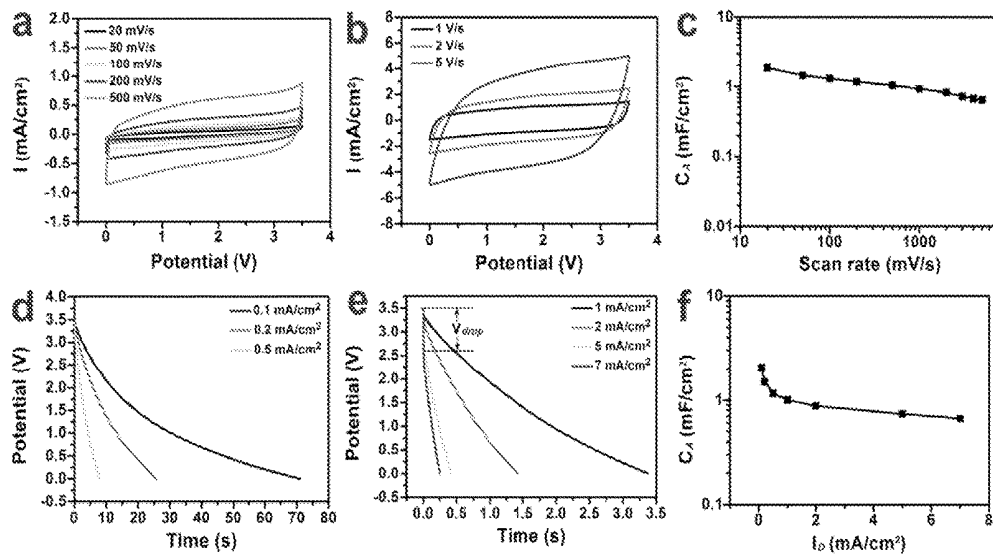 a
I (mA/cm²)
2.0
1.5
1.0
0.5
0.0
-0.5
-1.0
-1.5
20 mV/s
50 mV/s
100 mV/s
200 mV/s
500 mV/s
0 1 2 3 4
Potential (V)
b
I (mA/cm²)
8
6
4
2
0
-2
-4
-6
-8
1 V/s
2 V/s
5 V/s
0 1 2 3 4
Potential (V)
c
C_A (mF/cm²)
10
1
0.1
0.01
10 100 1000
Scan rate (mV/s)
d
Potential (V)
4.0
3.5
3.0
2.5
2.0
1.5
1.0
0.5
0.0
-0.5
0.1 mA/cm²
0.2 mA/cm²
0.5 mA/cm²
0 10 20 30 40 50 60 70 80
Time (s)
e
Potential (V)
3.5
3.0
2.5
2.0
1.5
1.0
0.5
0.0
-0.5
V drop
1 mA/cm²
2 mA/cm²
5 mA/cm²
7 mA/cm²
0.0 0.5 1.0 1.5 2.0 2.5 3.0 3.5
Time (s)
f
C_A (mF/cm²)
10
1
0.1
0 2 4 6 8
I_D (mA/cm²)